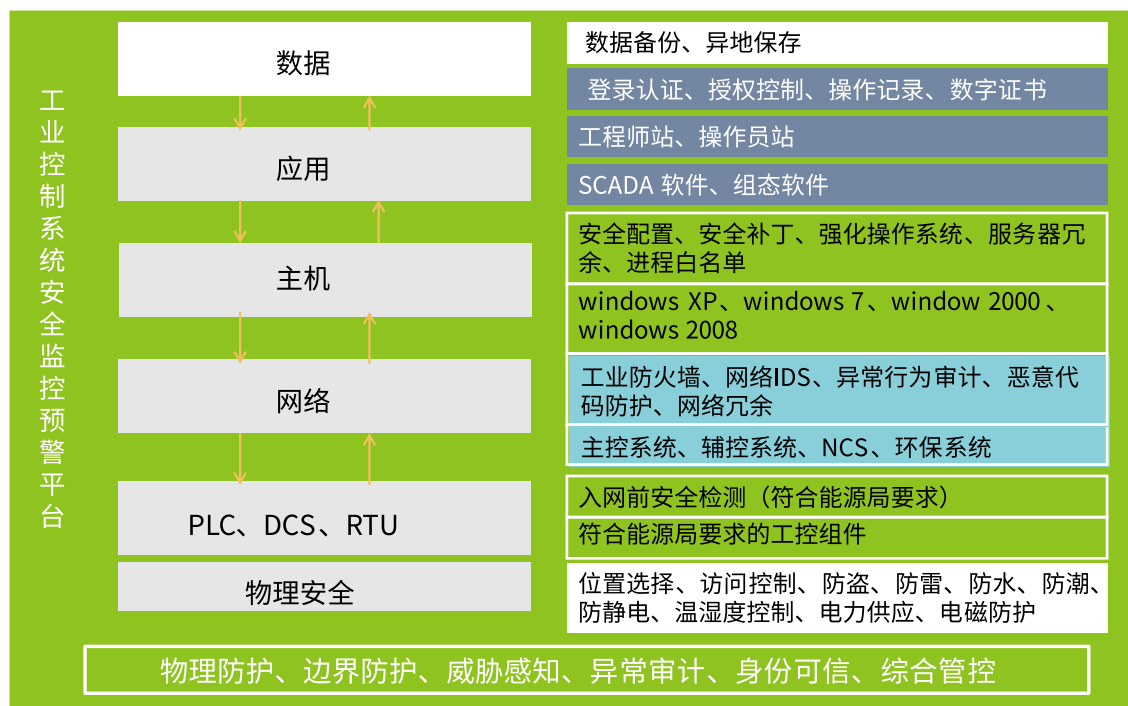 工业控制系统安全监控预警平台
数据
数据备份、异地保存
登录认证、授权控制、操作记录、数字证书
应用
工程师站、操作员站
SCADA 软件、组态软件
主机
安全配置、安全补丁、强化操作系统、服务器冗
余、进程白名单
windows XP、windows 7、window 2000 、
windows 2008
网络
工业防火墙、网络IDS、异常行为审计、恶意代
码防护、网络冗余
主控系统、辅控系统、NCS、环保系统
PLC、DCS、RTU
入网前安全检测（符合能源局要求）
符合能源局要求的工控组件
物理安全
位置选择、访问控制、防盗、防雷、防水、防潮、
防静电、温湿度控制、电力供应、电磁防护
物理防护、边界防护、威胁感知、异常审计、身份可信、综合管控